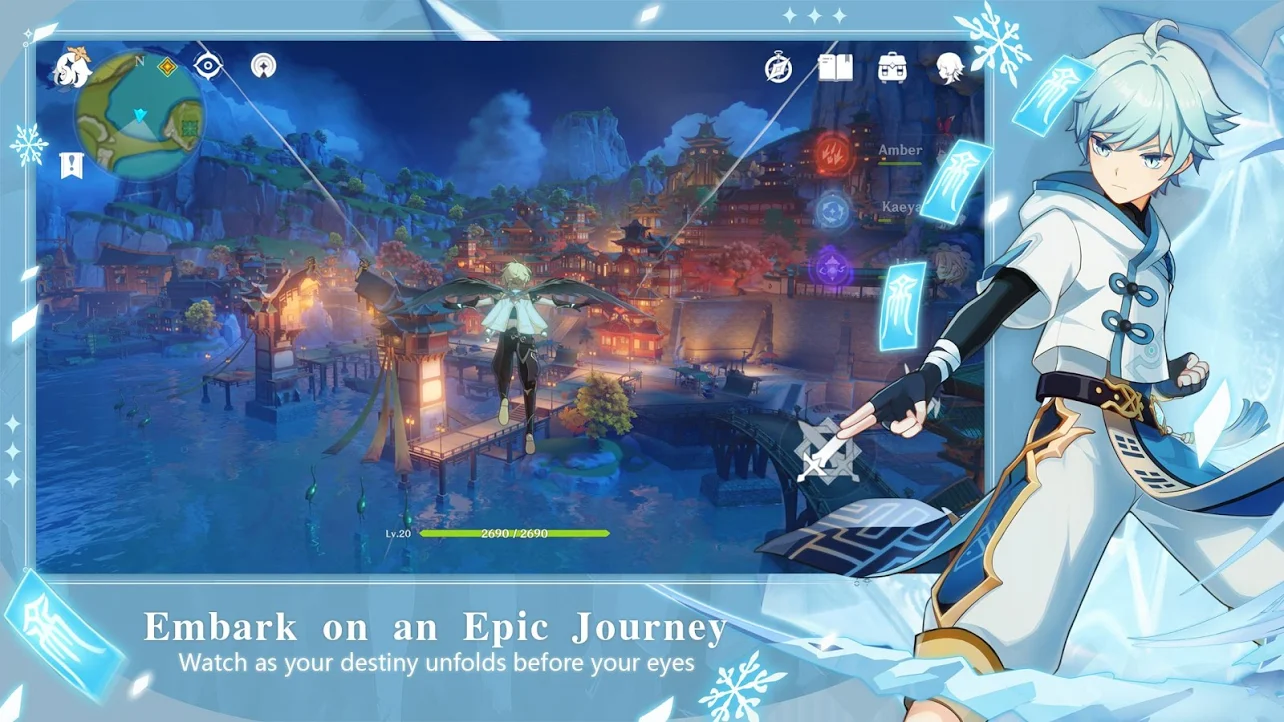 N
Amber
Kaeya
Lv.20
2690 / 2690
Embark on an Epic Journey
Watch as your destiny unfolds before your eyes